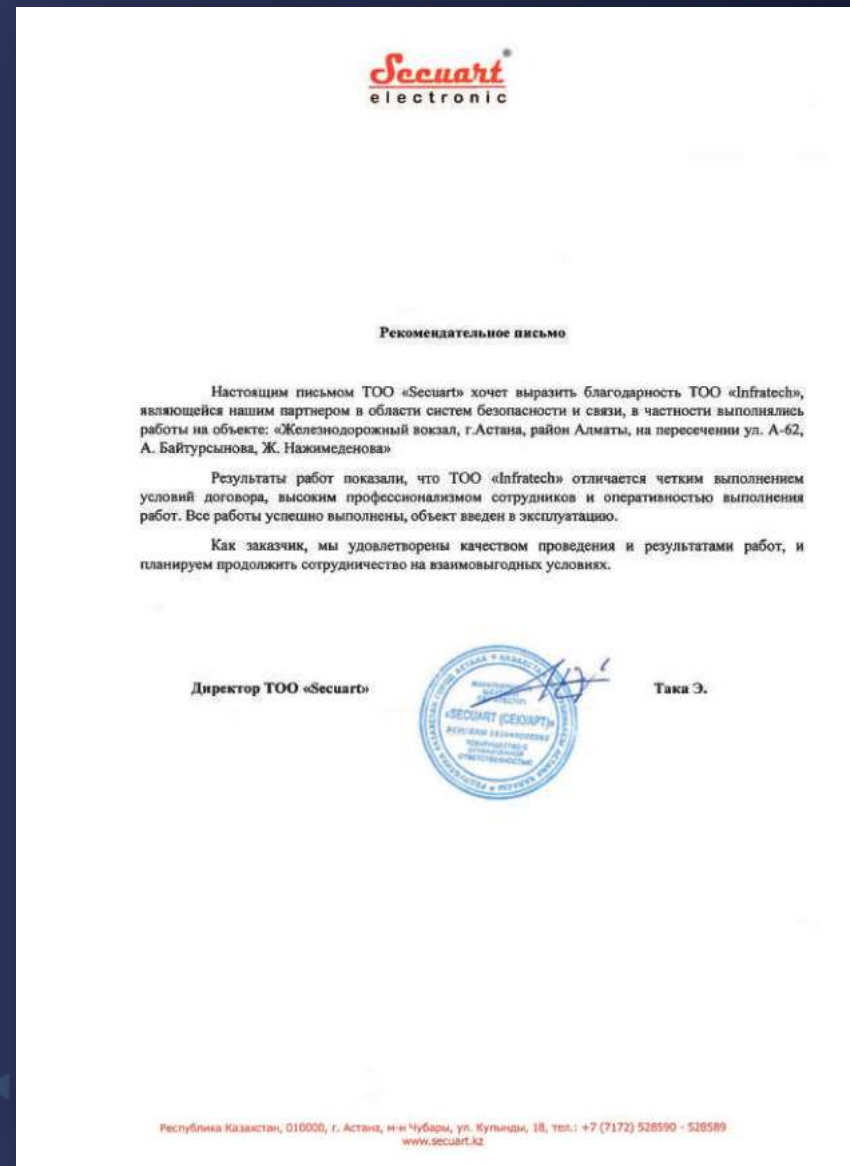 Secuart®
electronic
Рекомендательное письмо
Настоящим письмом ТОО «Secuart» хочет выразить благодарность ТОО «Infratech»,
являющейся нашим партнером в области систем безопасности и связи, в частности выполнялись
работы на объекте: «Железнодорожный вокзал, г.Астана, район Алматы, на пересечении ул. А-62,
А. Байтурсынова, Ж. Нажимеденова»
Результаты работ показали, что ТОО «Infratech» отличается четким выполнением
условий договора, высоким профессионализмом сотрудников и оперативностью выполнения
работ. Все работы успешно выполнены, объект введен в эксплуатацию.
Как заказчик, мы удовлетворены качеством проведения и результатами работ, и
планируем продолжить сотрудничество на взаимовыгодных условиях.
Директор ТОО «Secuart»
«SECUART (СЕКУАРТ)»
ТОВАРИЩЕСТВО С
ОГРАНИЧЕННОЙ
ОТВЕТСТВЕННОСТЬЮ
Така Э.
Республика Казахстан, 010000, г. Астана, м-н Чубары, ул. Кулынды, 18, тел.: +7 (7172) 528590 - 528589
www.secuart.kz